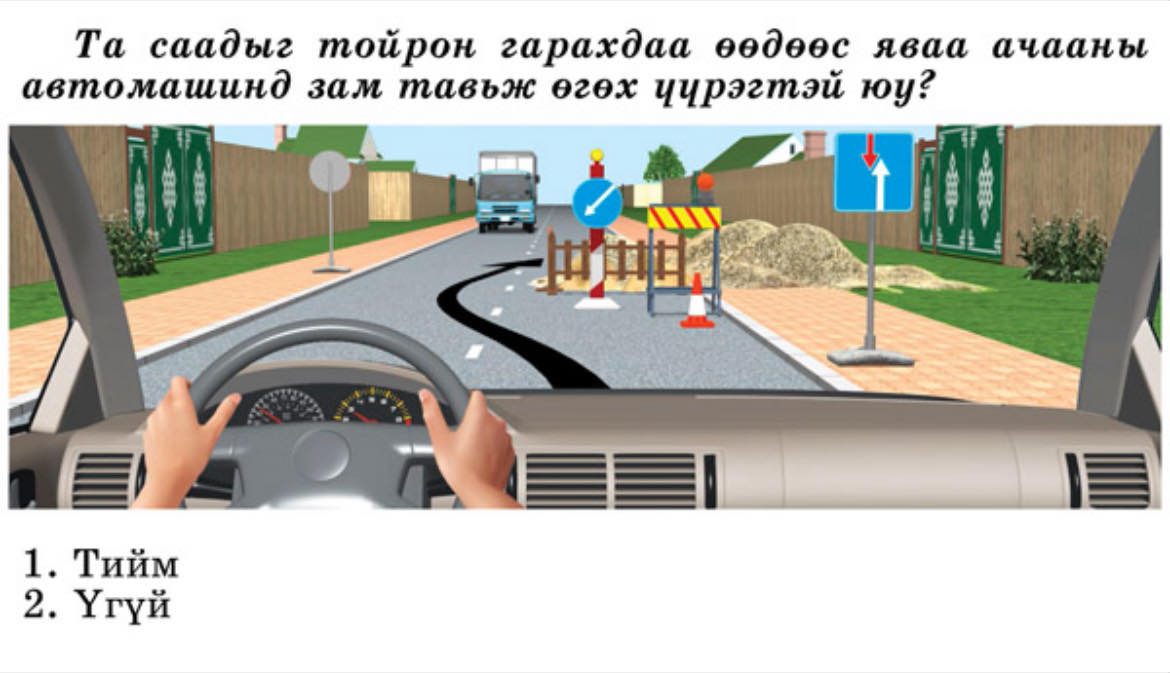 Та саадыг тойрон гарахдаа өөдөөс яваа ачааны
автомашинд зам тавьж өгөх үүрэгтэй юу?
1. Тийм
2. Үгүй